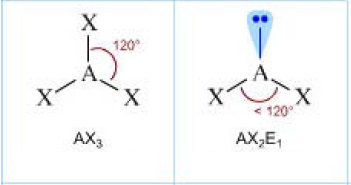 X
120°
A
X X
AX₃
A
X X
< 120°
AX₂E₁